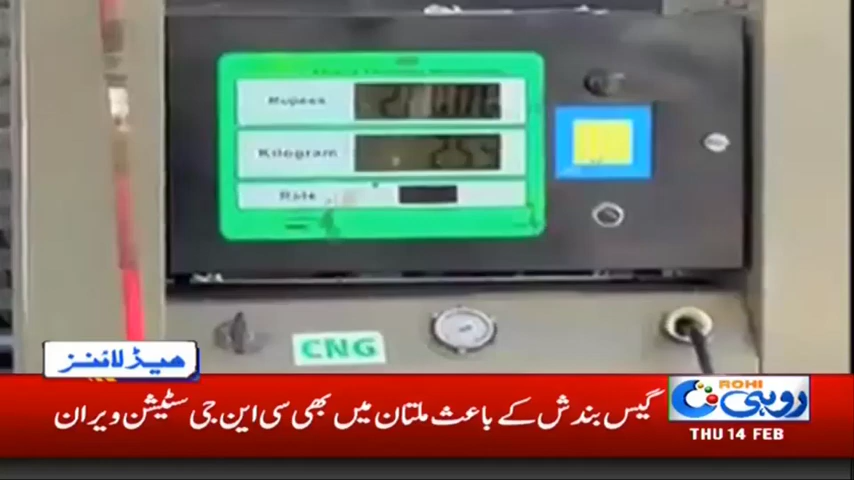 Rupees
Kilogram
Rate
CNG
ھیڈلائنز
گیس بندش کے باعث ملتان میں بھی سی این جی سٹیشن ویران
ROHI
روہی
THU 14 FEB